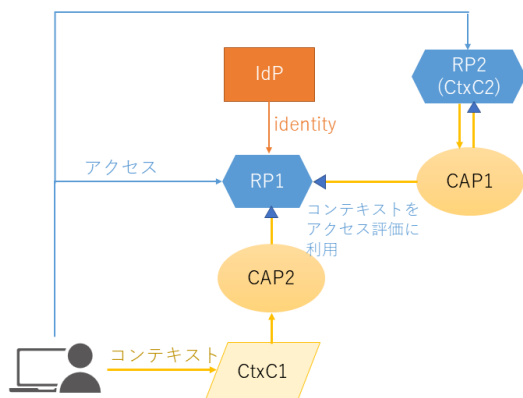 IdP
RP2
(CtxC2)
identity
アクセス
RP1
CAP1
コンテキストを
アクセス評価に
利用
CAP2
コンテキスト
CtxC1